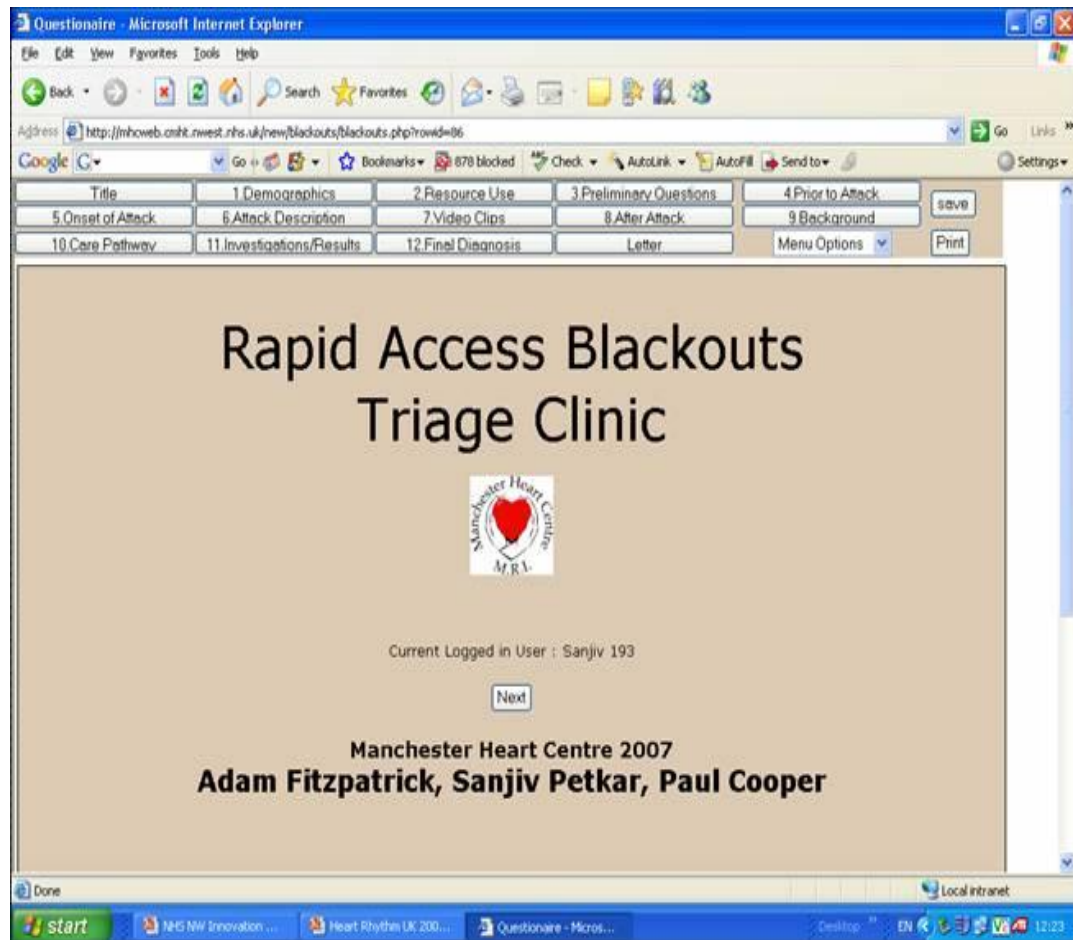 Questionaire - Microsoft Internet Explorer
File Edit View Favorites Tools Help
Back Search Favorites
Address http://mhcweb.cmht.nwest.nhs.uk/new/blackouts/blackouts.php?rowid=86 Go Links »
Google G Go Bookmarks 878 blocked Check AutoLink AutoFill Send to Settings
Title 1.Demographics 2.Resource Use 3.Preliminary Questions 4.Prior to Attack save
5.Onset of Attack 6.Attack Description 7.Video Clips 8.After Attack 9.Background
10.Care Pathway 11.Investigations/Results 12.Final Diagnosis Letter Menu Options Print
Rapid Access Blackouts
Triage Clinic
Manchester Heart Centre
M.R.I.
Current Logged in User : Sanjiv 193
Next
Manchester Heart Centre 2007
Adam Fitzpatrick, Sanjiv Petkar, Paul Cooper
Done Local intranet
start NHS NW Innovation ... Heart Rhythm UK 200... Questionaire - Micros... Desktop » EN 12:23